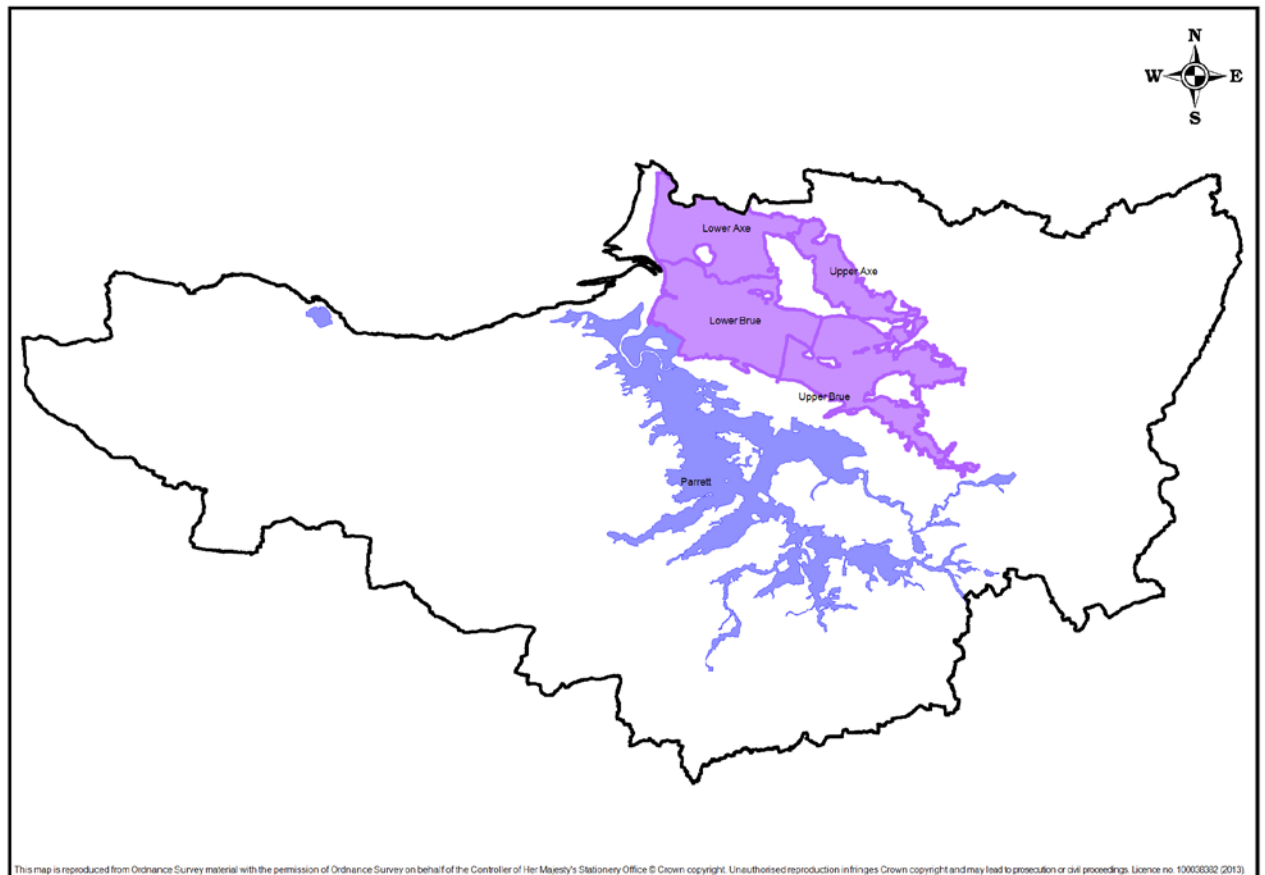 N
W E
S
Lower Axe
Upper Axe
Lower Brue
Upper Brue
Parrett
This map is reproduced from Ordnance Survey material with the permission of Ordnance Survey on behalf of the Controller of Her Majesty's Stationery Office © Crown copyright. Unauthorised reproduction infringes Crown copyright and may lead to prosecution or civil proceedings. Licence no. 100038382 (2013)